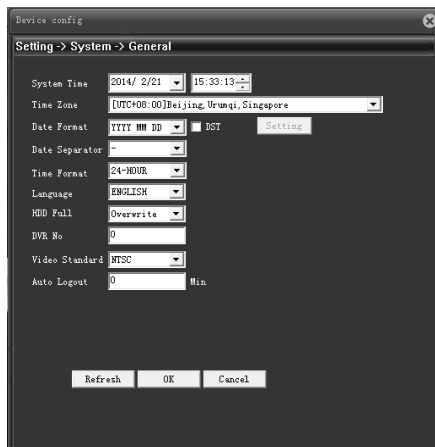 Device config
Setting -> System -> General
System Time 2014/ 2/21 15:33:13
Time Zone [UTC+08:00]Beijing,Urumqi,Singapore
Date Format YYYY MM DD DST Setting
Date Separator -
Time Format 24-HOUR
Language ENGLISH
HDD Full Overwrite
DVR No 0
Video Standard NTSC
Auto Logout 0 Min
Refresh OK Cancel